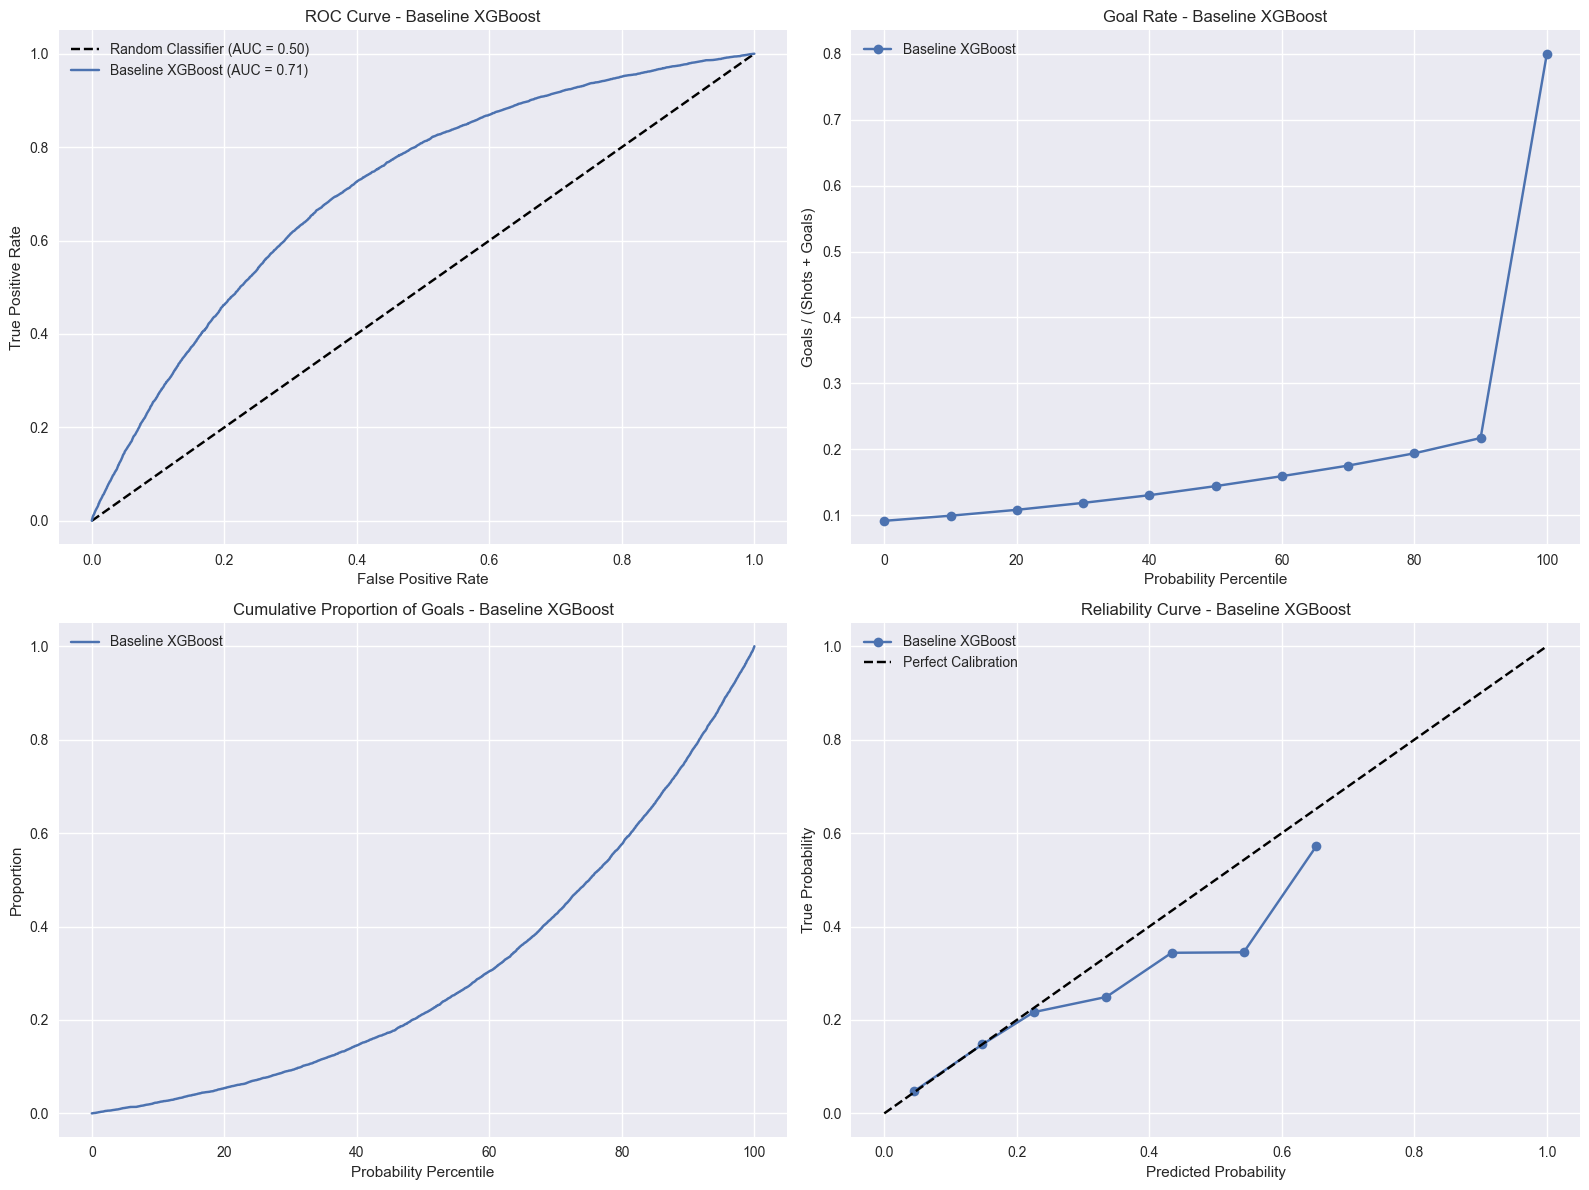 ROC Curve - Baseline XGBoost
Random Classifier (AUC = 0.50)
Baseline XGBoost (AUC = 0.71)
True Positive Rate
1.0
0.8
0.6
0.4
0.2
0.0
0.0 0.2 0.4 0.6 0.8 1.0
False Positive Rate
Goal Rate - Baseline XGBoost
Baseline XGBoost
Goals / (Shots + Goals)
0.8
0.7
0.6
0.5
0.4
0.3
0.2
0.1
0 20 40 60 80 100
Probability Percentile
Cumulative Proportion of Goals - Baseline XGBoost
Baseline XGBoost
Proportion
1.0
0.8
0.6
0.4
0.2
0.0
0 20 40 60 80 100
Probability Percentile
Reliability Curve - Baseline XGBoost
Baseline XGBoost
Perfect Calibration
True Probability
1.0
0.8
0.6
0.4
0.2
0.0
0.0 0.2 0.4 0.6 0.8 1.0
Predicted Probability